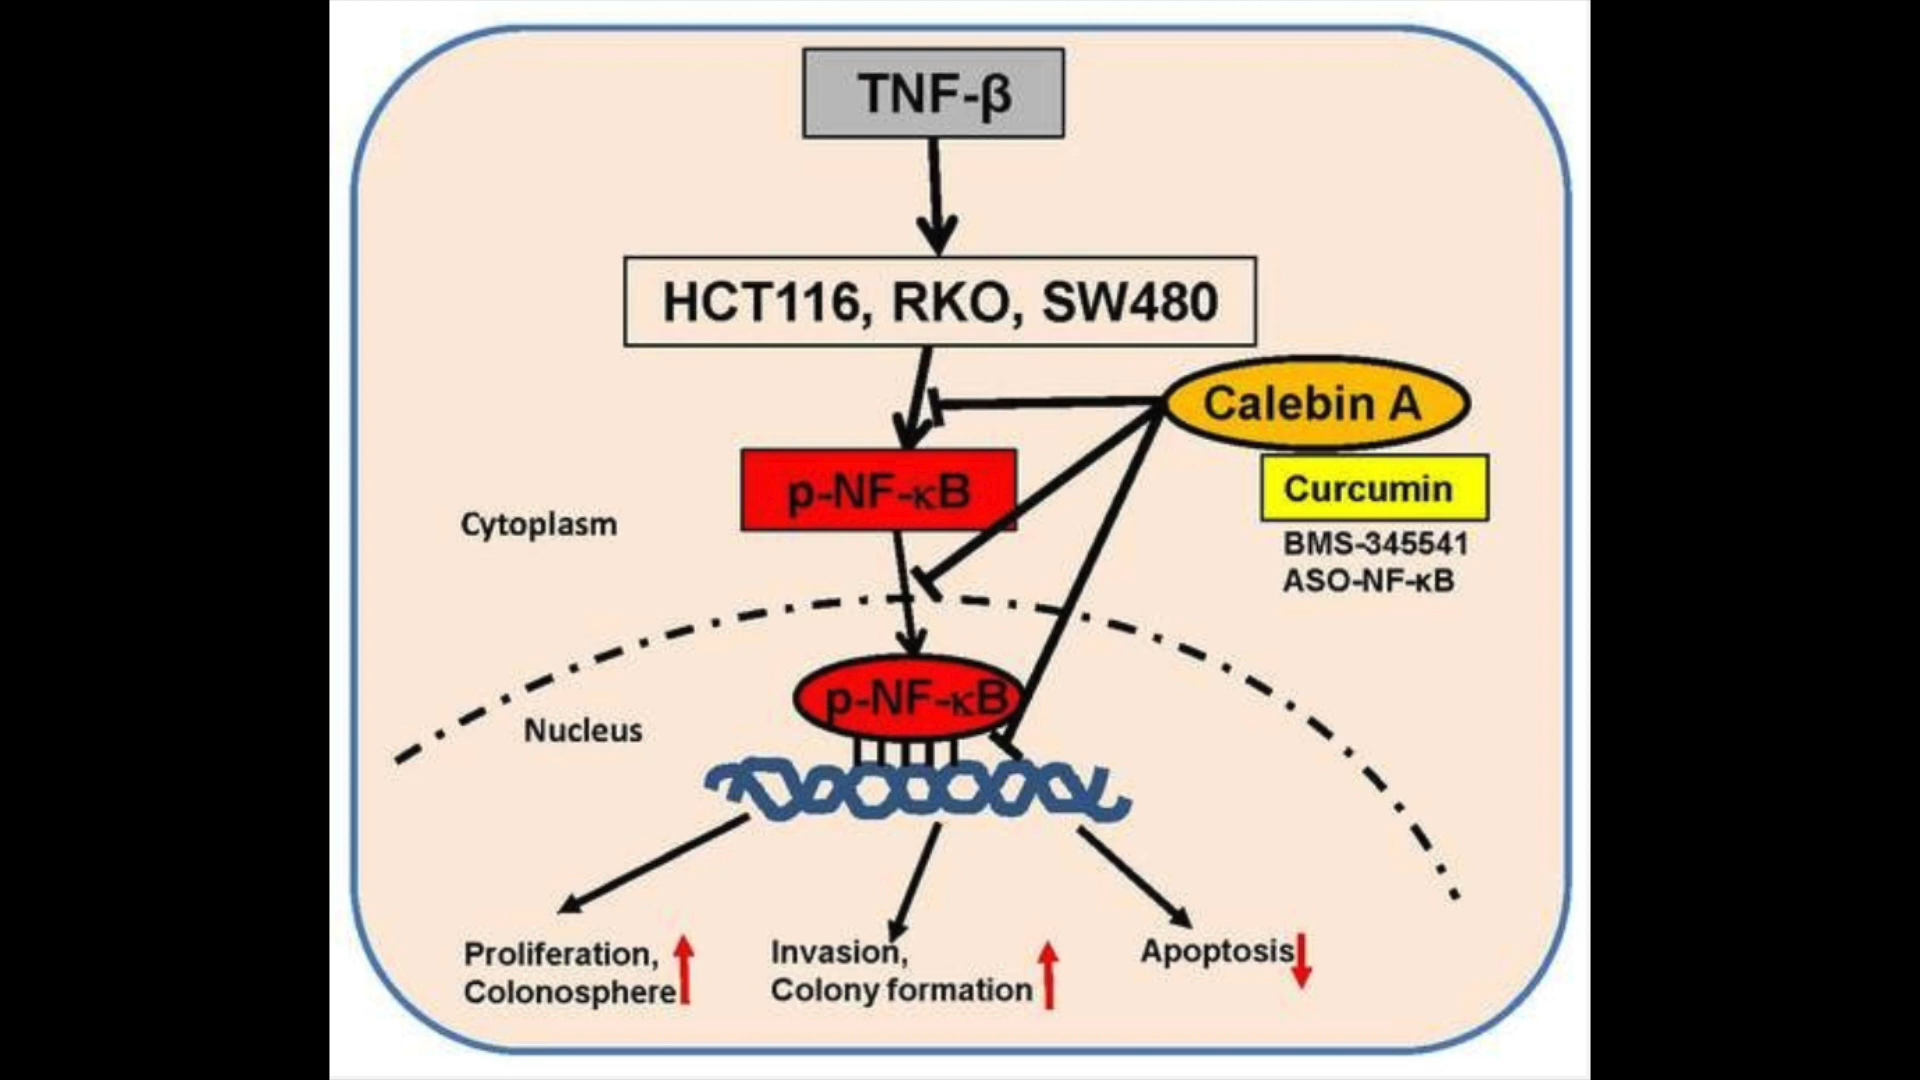 TNF-β
HCT116, RKO, SW480
Calebin A
p-NF-κB
Curcumin
Cytoplasm
BMS-345541
ASO-NF-κB
p-NF-κB
Nucleus
Proliferation,
Colonosphere
Invasion,
Colony formation
Apoptosis